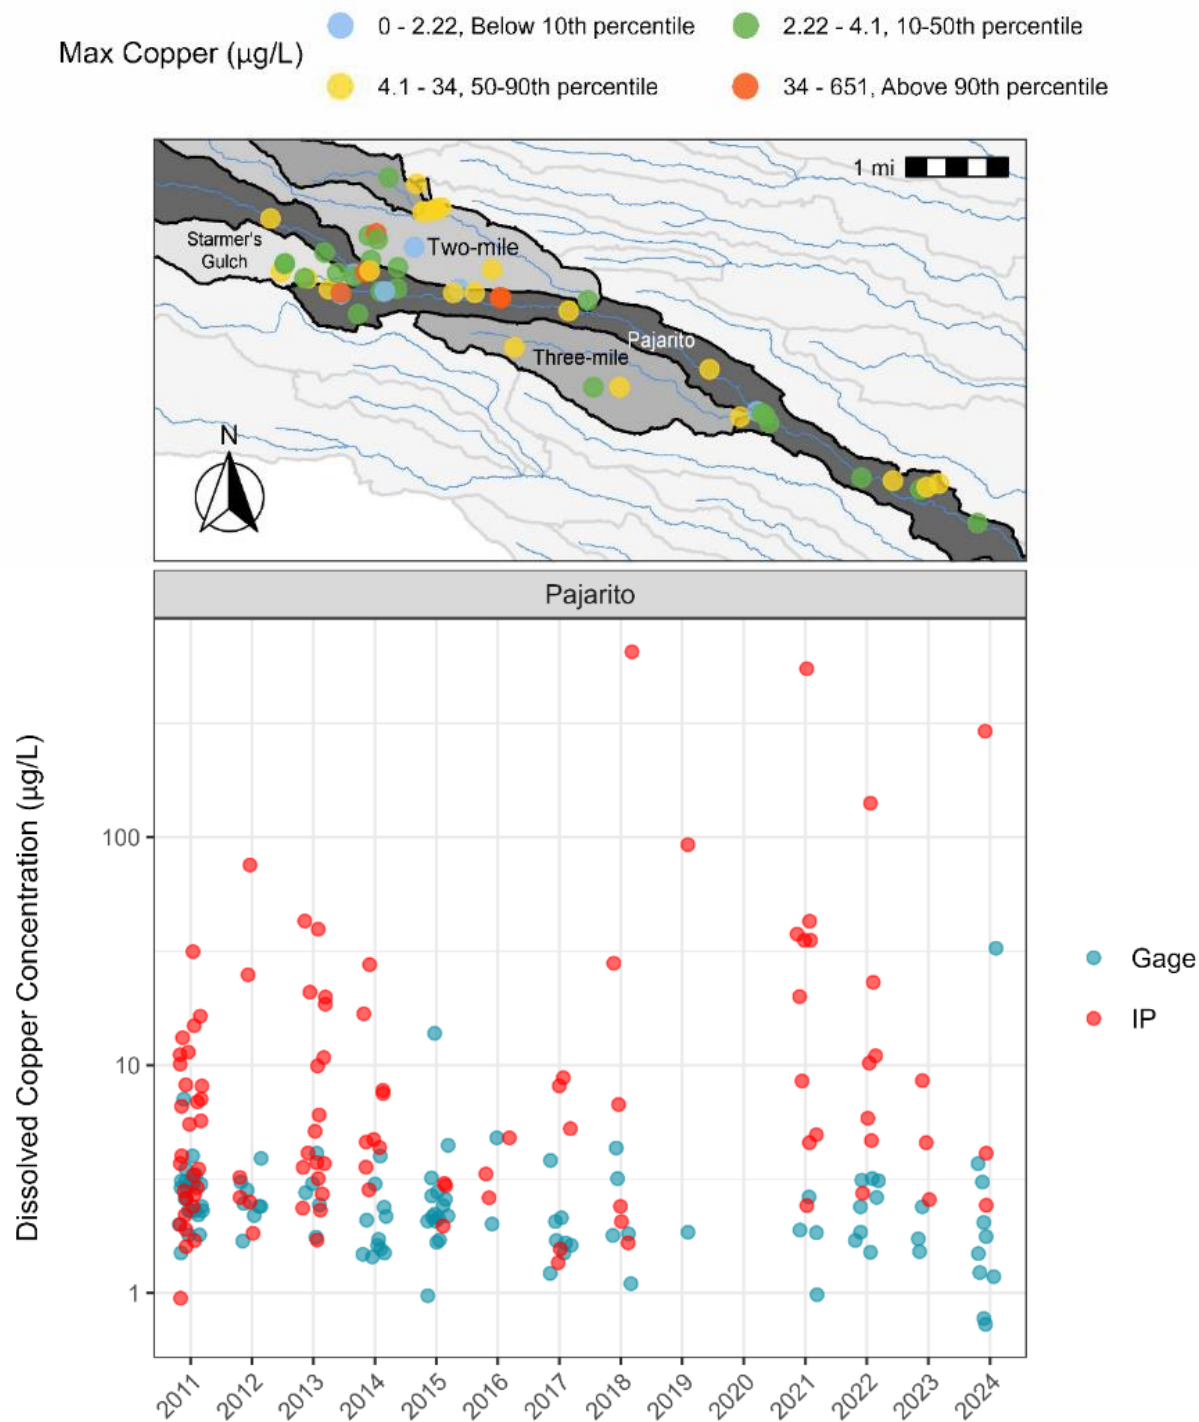 Max Copper (µg/L)
0 - 2.22, Below 10th percentile
2.22 - 4.1, 10-50th percentile
4.1 - 34, 50-90th percentile
34 - 651, Above 90th percentile
1 mi
Starmer's
Gulch
Two-mile
Pajarito
Three-mile
N
Pajarito
Dissolved Copper Concentration (µg/L)
100
10
1
Gage
IP
2011
2012
2013
2014
2015
2016
2017
2018
2019
2020
2021
2022
2023
2024